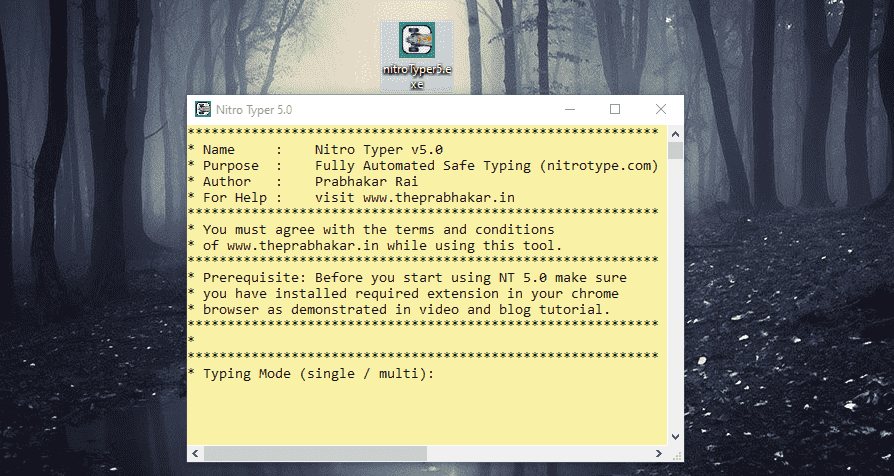 nitroTyper5.e
xe
Nitro Typer 5.0
*************************************************************
* Name     :    Nitro Typer v5.0
* Purpose  :    Fully Automated Safe Typing (nitrotype.com)
* Author   :    Prabhakar Rai
* For Help :    visit www.theprabhakar.in
*************************************************************
* You must agree with the terms and conditions
* of www.theprabhakar.in while using this tool.
*************************************************************
* Prerequisite: Before you start using NT 5.0 make sure
* you have installed required extension in your chrome
* browser as demonstrated in video and blog tutorial.
*************************************************************
*
*************************************************************
* Typing Mode (single / multi):